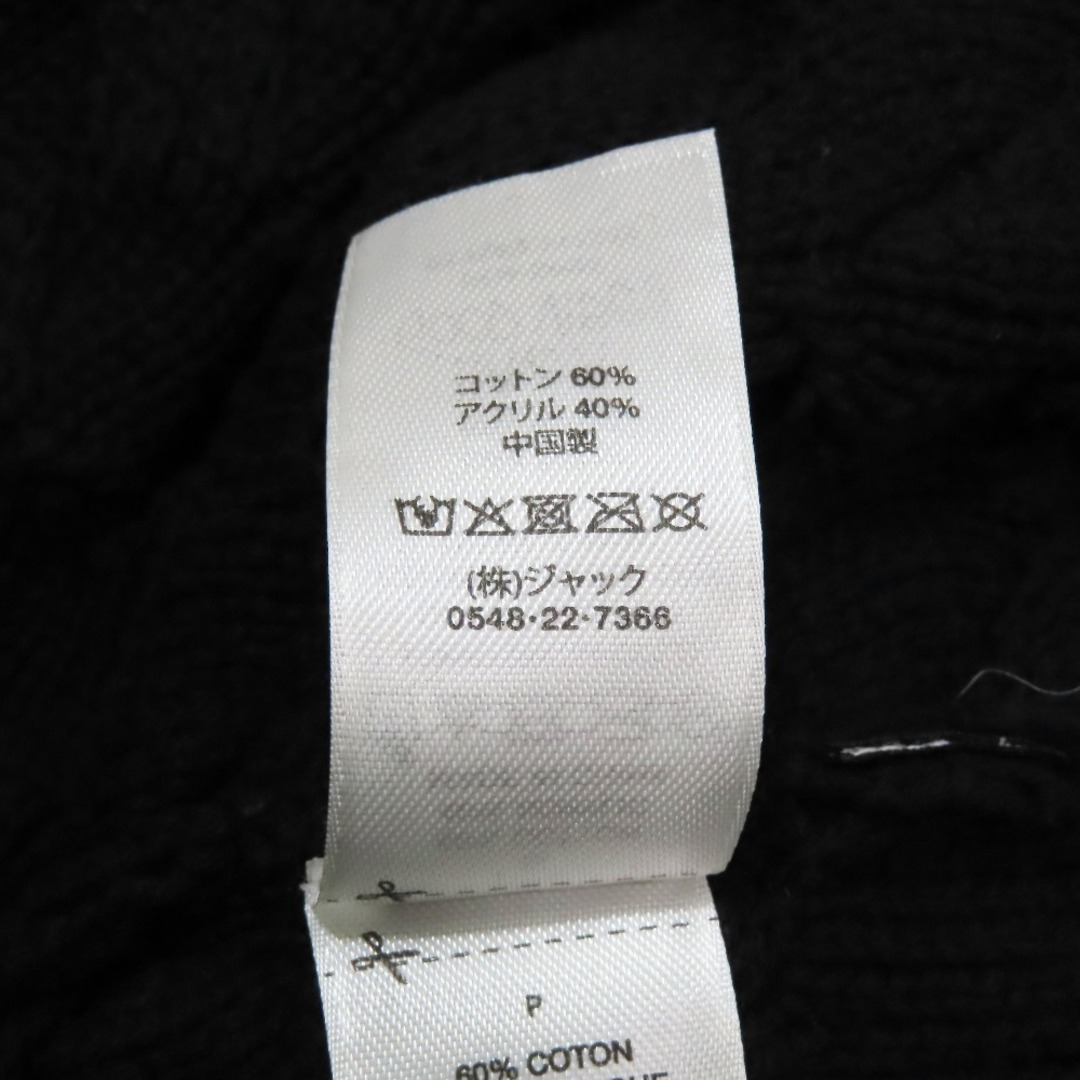 コットン 60%
アクリル 40%
中国製
(株)ジャック
0548・22・7366
P
60% COTON